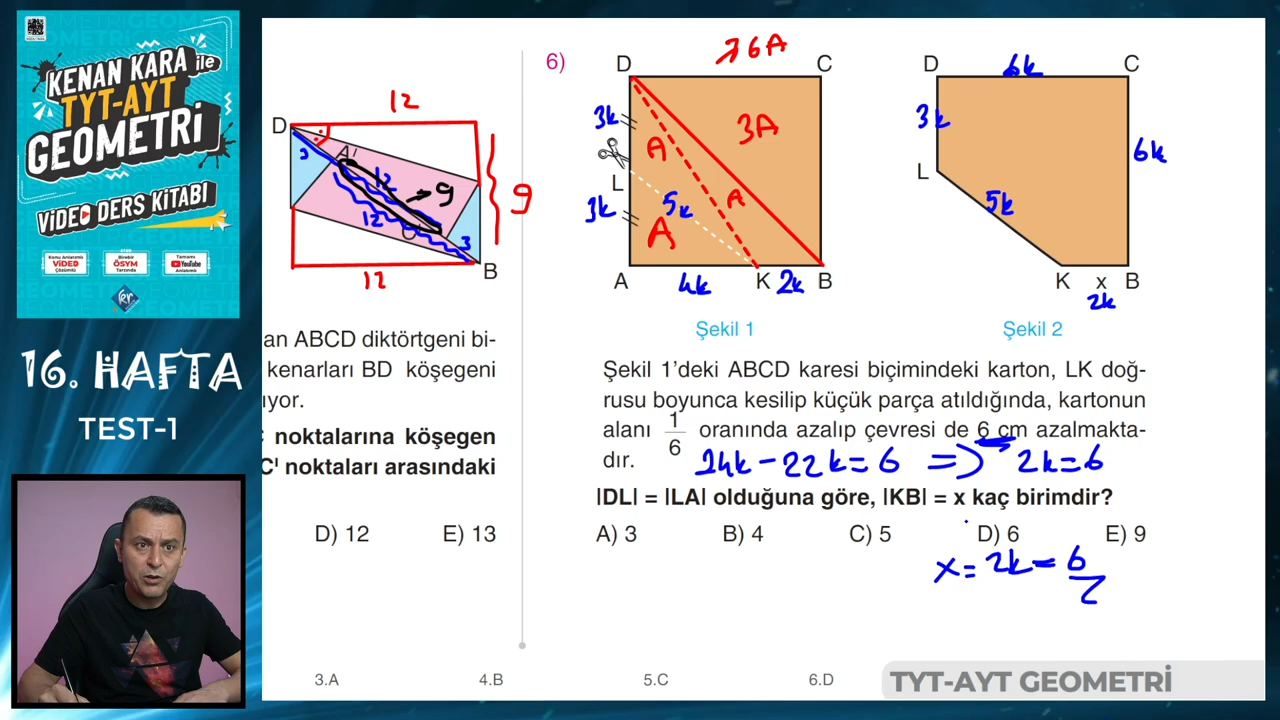 KENAN KARA ile
TYT-AYT
GEOMETRİ
VİDEO DERS KİTABI
Konu Anlatımlı
VİDEO
Çözümlü
Birebir
ÖSYM
Tarzında
Tamamı
YouTube
Anlatımlı
16. HAFTA
TEST-1
12
D
3
A'
12
9
9
12
3
B
12
an ABCD diktörtgeni bi-
kenarları BD köşegeni
ıyor.
noktalarına köşegen
C' noktaları arasındaki
D) 12
E) 13
6)
6A
D
C
3k
A
3A
L
5k
A
3k
A
A
4k
K
2k
B
Şekil 1
D
6k
C
3k
6k
L
5k
K
x
B
2k
Şekil 2
Şekil 1'deki ABCD karesi biçimindeki karton, LK doğ-
rusu boyunca kesilip küçük parça atıldığında, kartonun
alanı 1/6 oranında azalıp çevresi de 6 cm azalmakta-
dır.
24k - 22k = 6 => 2k = 6
|DL| = |LA| olduğuna göre, |KB| = x kaç birimdir?
A) 3
B) 4
C) 5
D) 6
E) 9
x = 2k = 6
3.A
4.B
5.C
6.D
TYT-AYT GEOMETRİ